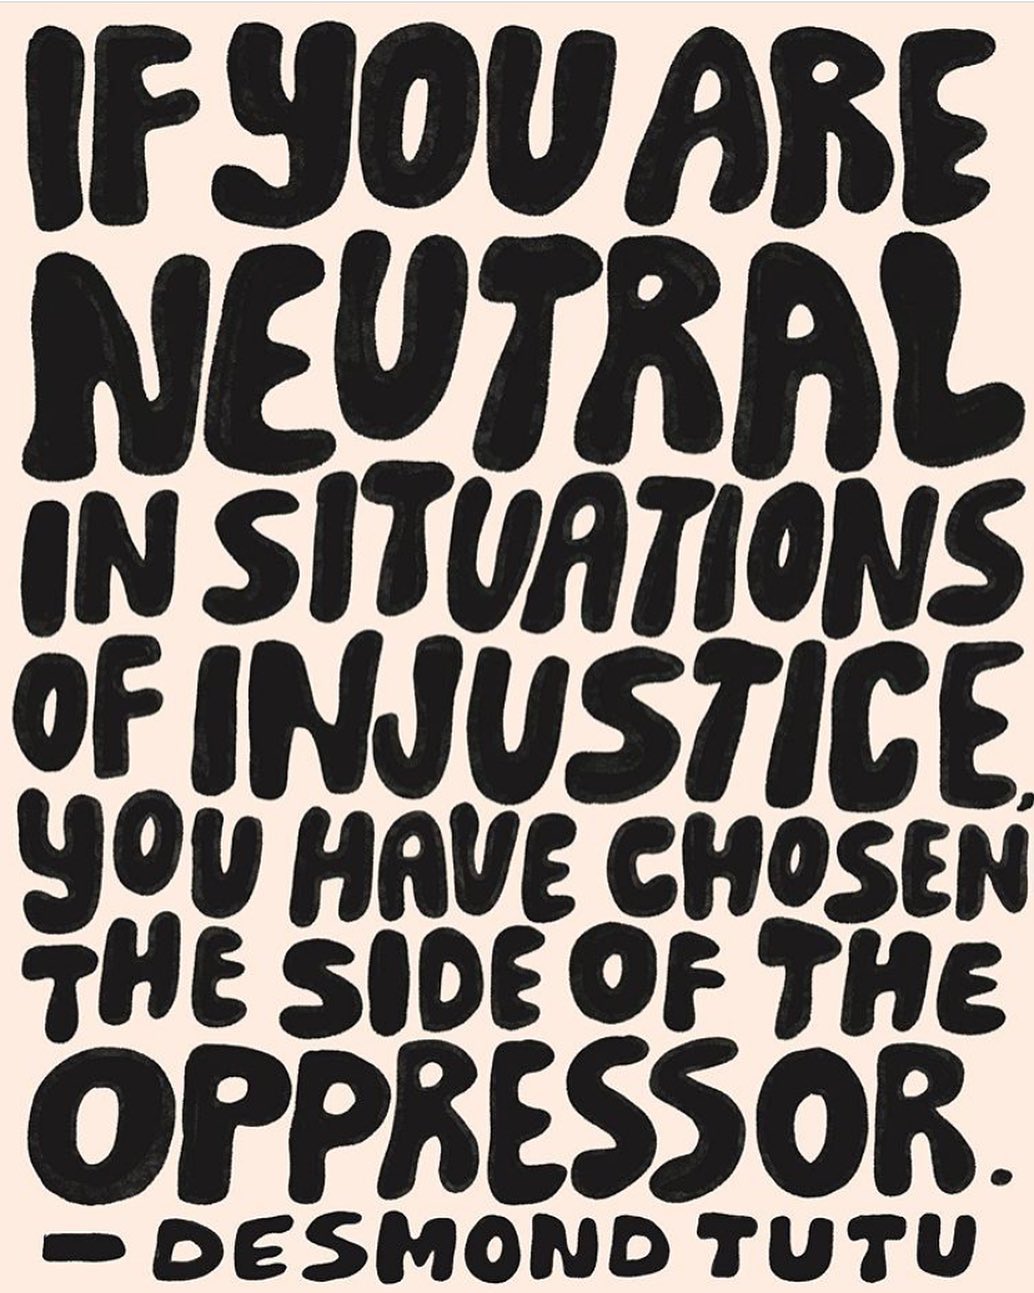 IF YOU ARE
NEUTRAL
IN SITUATIONS
OF INJUSTICE,
YOU HAVE CHOSEN
THE SIDE OF THE
OPPRESSOR.
— DESMOND TUTU